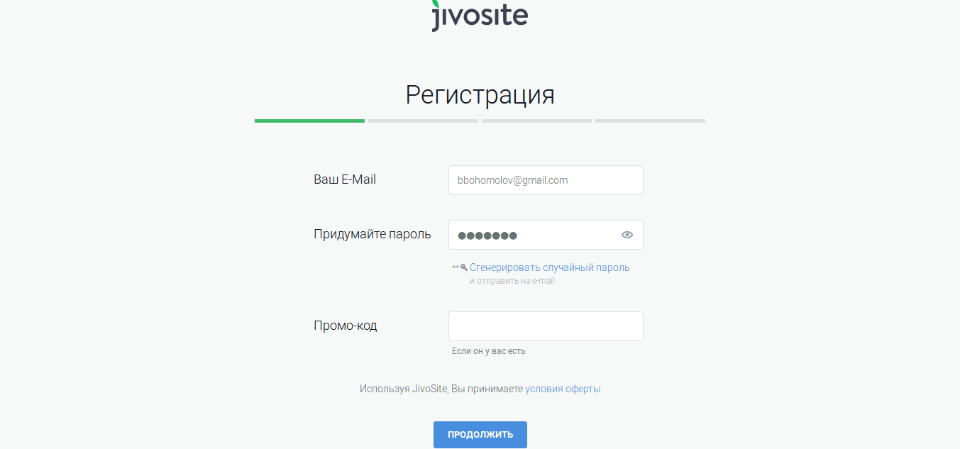 jivosite
Регистрация
Ваш E-Mail
bbohomolov@gmail.com
Придумайте пароль
●●●●●●●
** Сгенерировать случайный пароль
и отправить на e-mail
Промо-код
Если он у вас есть
Используя JivoSite, Вы принимаете условия оферты
ПРОДОЛЖИТЬ